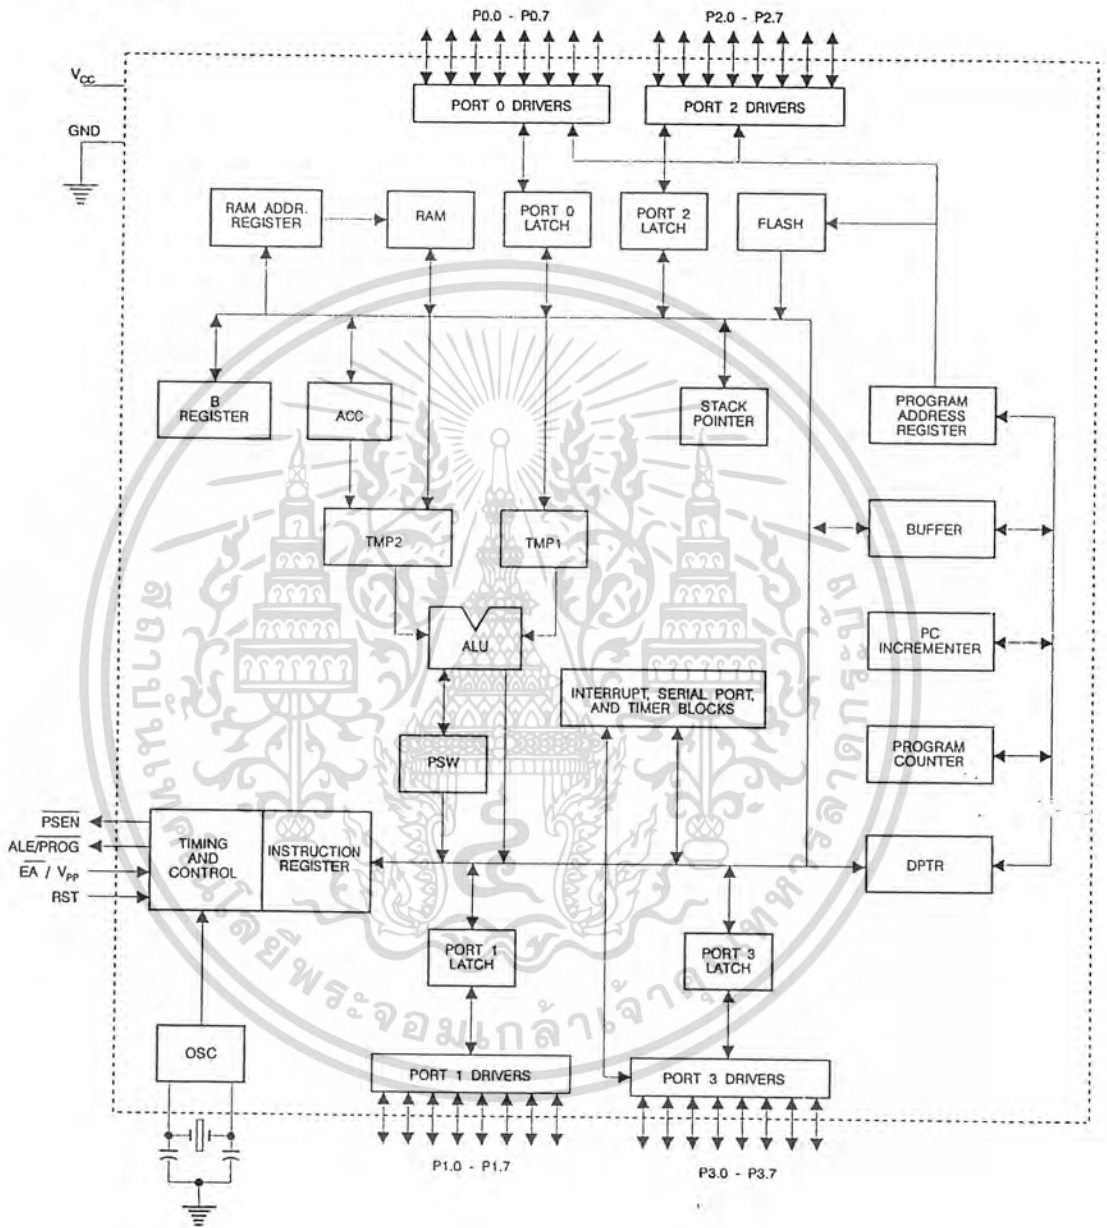 P0.0 - P0.7
P2.0 - P2.7
VCC
GND
PORT 0 DRIVERS
PORT 2 DRIVERS
RAM ADDR.
REGISTER
RAM
PORT 0
LATCH
PORT 2
LATCH
FLASH
B
REGISTER
ACC
STACK
POINTER
PROGRAM
ADDRESS
REGISTER
TMP2
TMP1
BUFFER
ALU
PC
INCREMENTER
INTERRUPT, SERIAL PORT,
AND TIMER BLOCKS
PSW
PROGRAM
COUNTER
PSEN
ALE/PROG
EA / VPP
RST
TIMING
AND
CONTROL
INSTRUCTION
REGISTER
DPTR
PORT 1
LATCH
PORT 3
LATCH
OSC
PORT 1 DRIVERS
PORT 3 DRIVERS
P1.0 - P1.7
P3.0 - P3.7